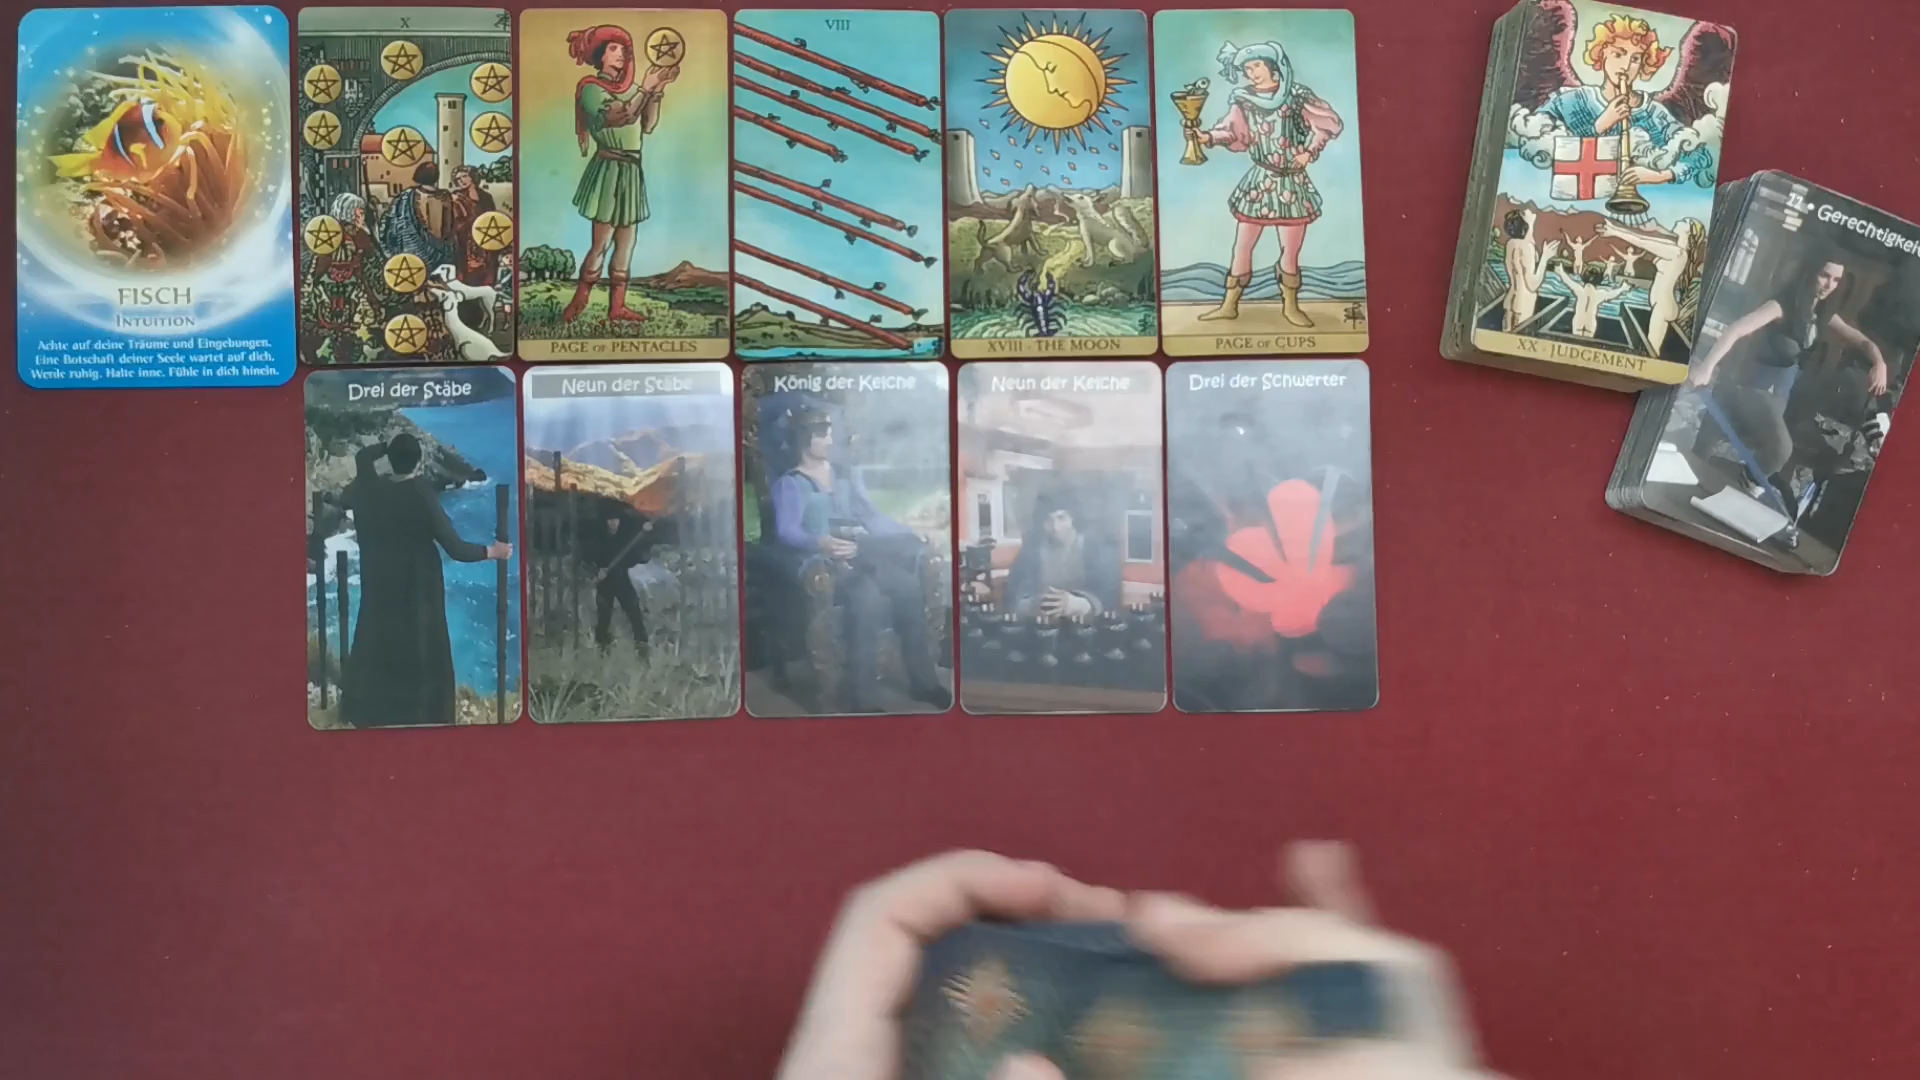 FISCH
INTUITION
Achte auf deine Träume und Eingebungen.
Eine Botschaft deiner Seele wartet auf dich.
Werde ruhig. Halte inne. Fühle in dich hinein.
X
PAGE OF PENTACLES
VIII
XVIII - THE MOON
PAGE OF CUPS
XX - JUDGEMENT
11 • Gerechtigkeit
Drei der Stäbe
Neun der Stäbe
König der Kelche
Neun der Kelche
Drei der Schwerter